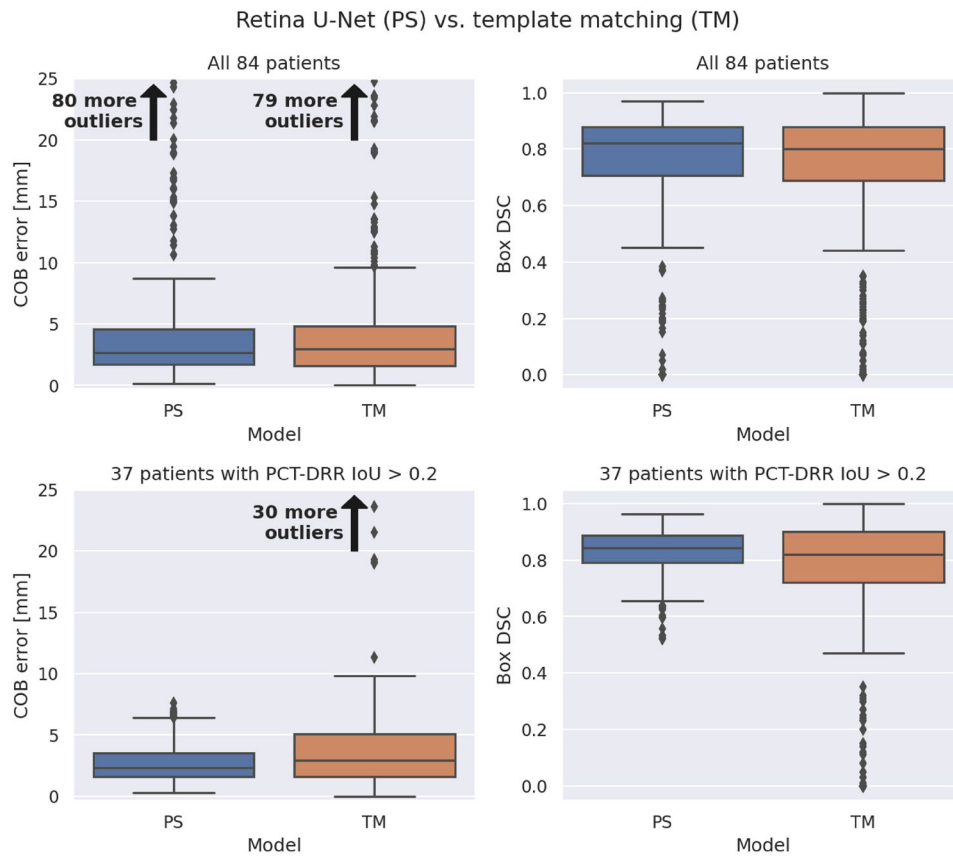 Retina U-Net (PS) vs. template matching (TM)
All 84 patients
25
20
15
10
5
0
COB error [mm]
80 more
outliers
79 more
outliers
PS
TM
Model
All 84 patients
1.0
0.8
0.6
0.4
0.2
0.0
Box DSC
PS
TM
Model
37 patients with PCT-DRR IoU > 0.2
25
20
15
10
5
0
COB error [mm]
30 more
outliers
PS
TM
Model
37 patients with PCT-DRR IoU > 0.2
1.0
0.8
0.6
0.4
0.2
0.0
Box DSC
PS
TM
Model